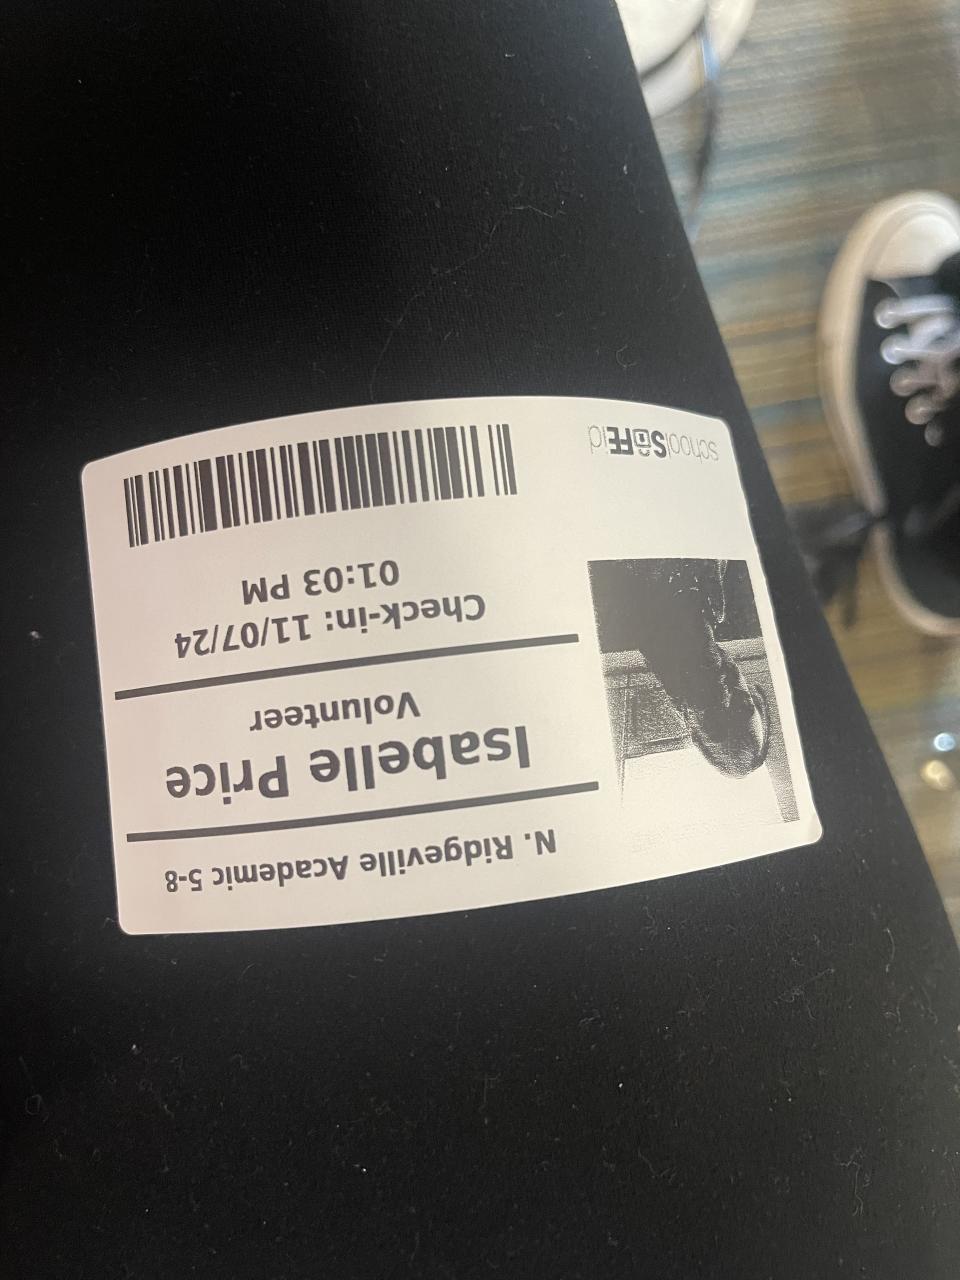 N. Ridgeville Academic 5-8
Isabelle Price
Volunteer
Check-in: 11/07/24
01:03 PM
schoolSAFEid